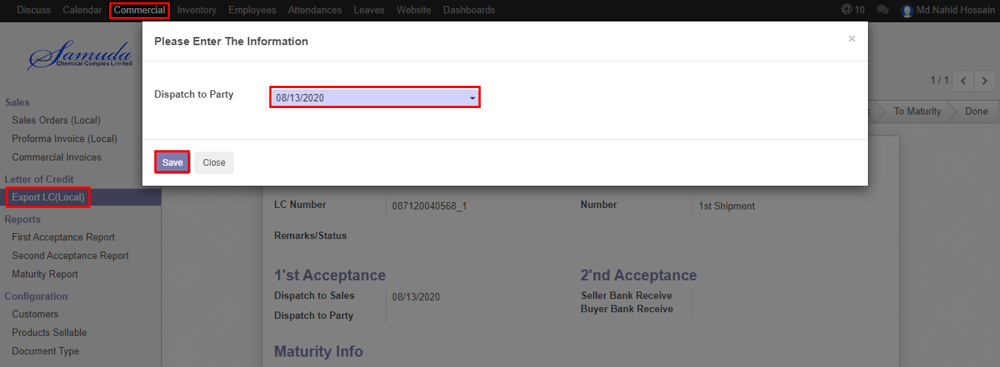 Discuss Calendar Commercial Inventory Employees Attendances Leaves Website Dashboards @ 10 Md.Nahid Hossain
Please Enter The Information ×
Samuda
Chemical Complex Limited
1 / 1
Dispatch to Party 08/13/2020
To Maturity Done
Save Close
Sales
Sales Orders (Local)
Proforma Invoice (Local)
Commercial Invoices
Letter of Credit
Export LC(Local)
Reports
First Acceptance Report
Second Acceptance Report
Maturity Report
Configuration
Customers
Products Sellable
Document Type
LC Number 087120040568_1 Number 1st Shipment
Remarks/Status
1'st Acceptance 2'nd Acceptance
Dispatch to Sales 08/13/2020 Seller Bank Receive
Dispatch to Party Buyer Bank Receive
Maturity Info